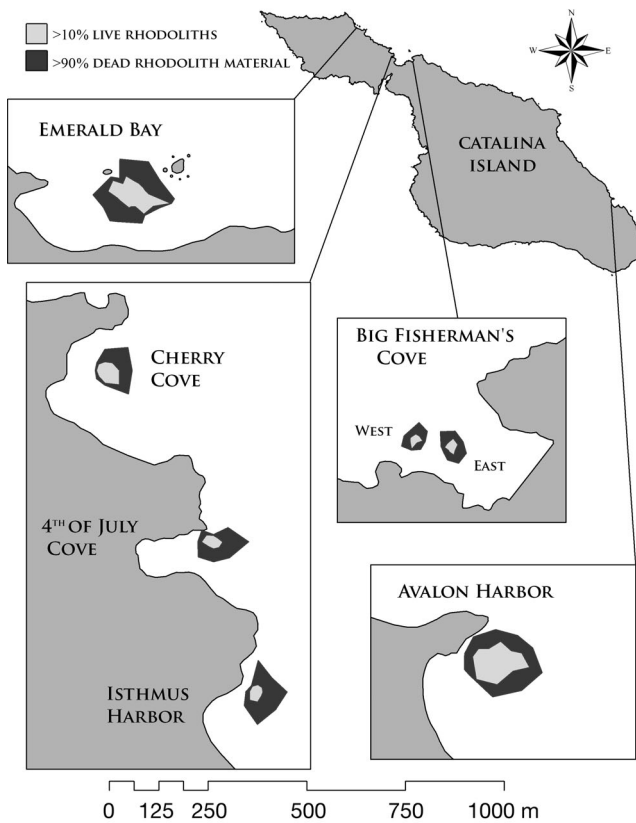 >10% LIVE RHODOLITHS
>90% DEAD RHODOLITH MATERIAL
N
W
E
S
CATALINA
ISLAND
EMERALD BAY
CHERRY
COVE
4TH OF JULY
COVE
ISTHMUS
HARBOR
BIG FISHERMAN'S
COVE
WEST
EAST
AVALON HARBOR
0 125 250 500 750 1000 m